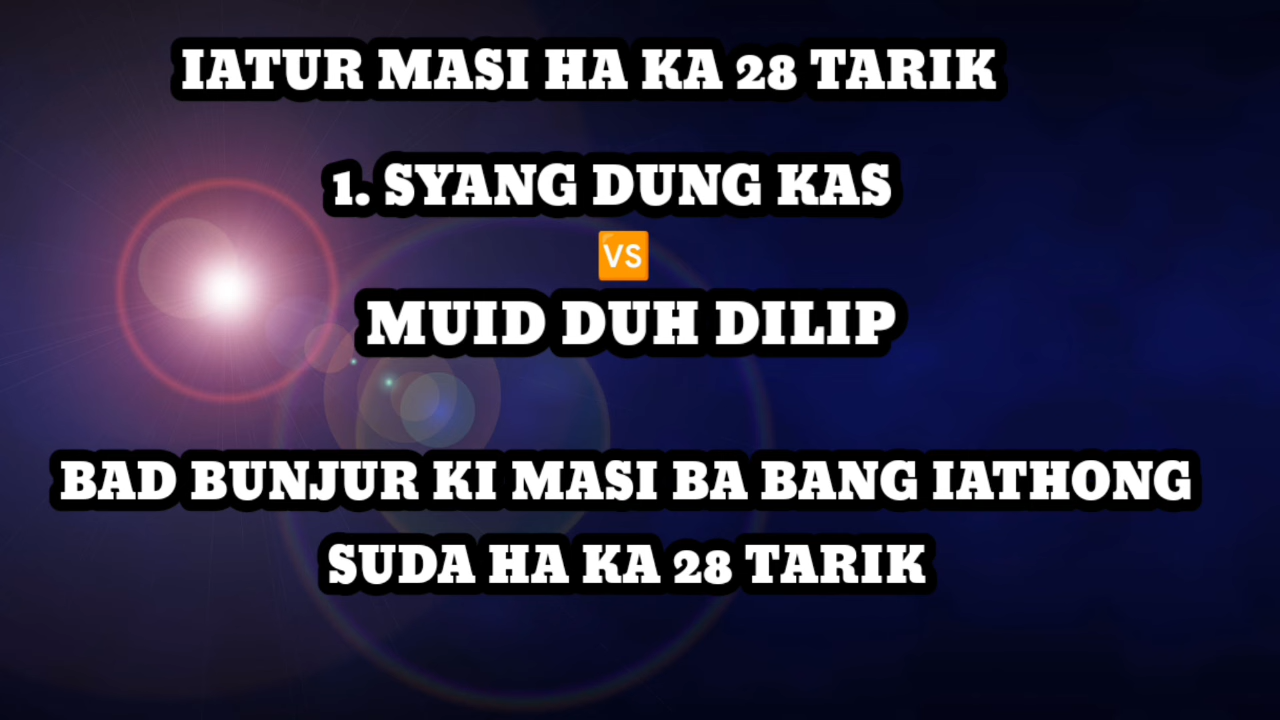 IATUR MASI HA KA 28 TARIK
1. SYANG DUNG KAS
🆚
MUID DUH DILIP
BAD BUNJUR KI MASI BA BANG IATHONG
SUDA HA KA 28 TARIK